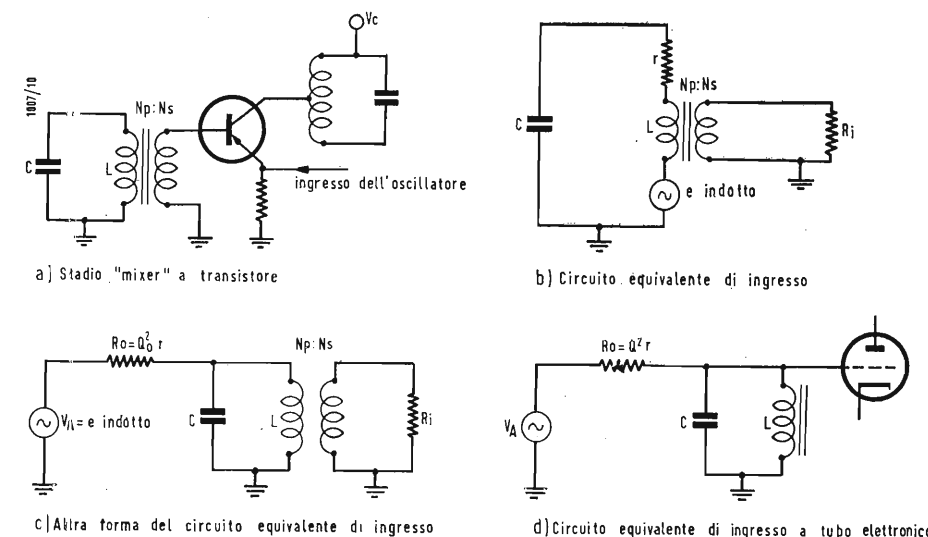 Vc
1007/10
Np:Ns
C
L
ingresso dell'oscillatore
a) Stadio "mixer" a transistore
r
Np:Ns
C
L
Ri
e indotto
b) Circuito equivalente di ingresso
Ro=Q₀² r
Np:Ns
VA=e indotto
C
L
Ri
c) Altra forma del circuito equivalente di ingresso
Ro=Q² r
VA
C
L
d) Circuito equivalente di ingresso a tubo elettronico